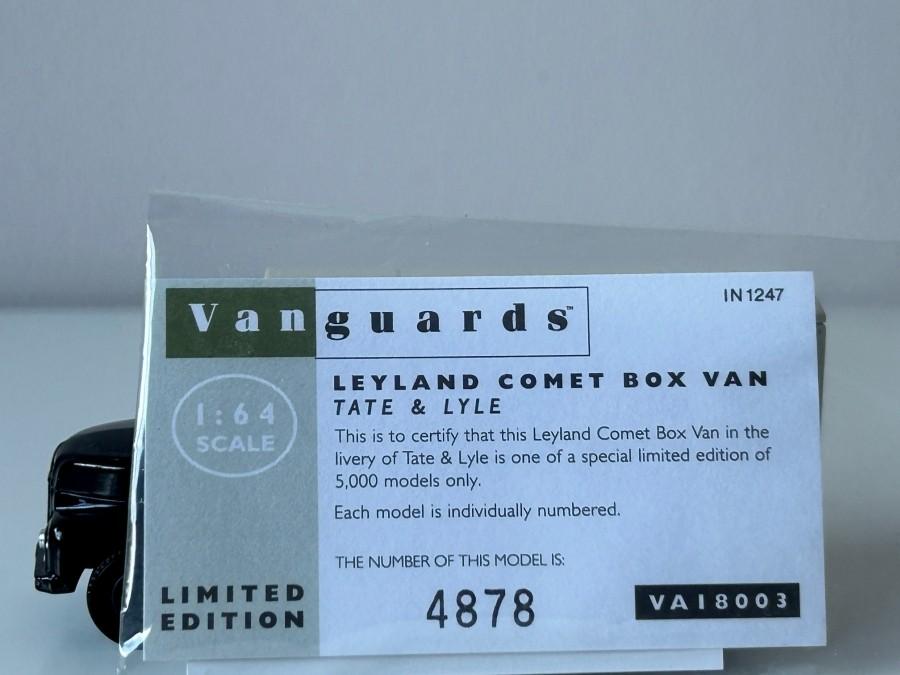 Vanguards™
IN1247
LEYLAND COMET BOX VAN
TATE & LYLE
1:64
SCALE
This is to certify that this Leyland Comet Box Van in the
livery of Tate & Lyle is one of a special limited edition of
5,000 models only.
Each model is individually numbered.
THE NUMBER OF THIS MODEL IS:
LIMITED
EDITION
4878
VA18003